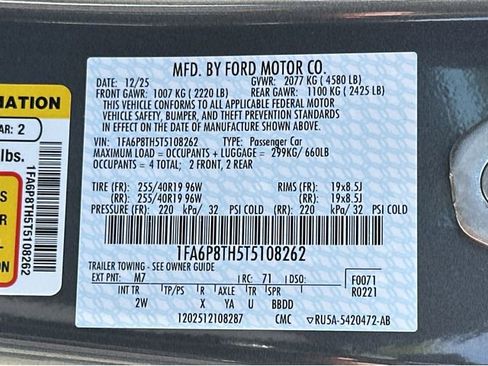 MFD. BY FORD MOTOR CO.
DATE: 12/25 GVWR: 2077 KG ( 4580 LB)
FRONT GAWR: 1007 KG ( 2220 LB) REAR GAWR: 1100 KG ( 2425 LB)
THIS VEHICLE CONFORMS TO ALL APPLICABLE FEDERAL MOTOR
VEHICLE SAFETY, BUMPER, AND THEFT PREVENTION STANDARDS
IN EFFECT ON THE DATE OF MANUFACTURE SHOWN ABOVE.
VIN: 1FA6P8TH5T5108262 TYPE: Passenger Car
MAXIMUM LOAD = OCCUPANTS + LUGGAGE = 299KG/660LB
OCCUPANTS = 4 TOTAL; 2 FRONT, 2 REAR
TIRE (FR): 255/40R19 96W RIMS (FR): 19x8.5J
(RR): 255/40R19 96W (RR): 19x8.5J
PRESSURE (FR): 220 kPa/ 32 PSI COLD (RR): 220 kPa/ 32 PSI COLD
1FA6P8TH5T5108262
TRAILER TOWING - SEE OWNER GUIDE
EXT PNT: M7 RC: 71 DSO: F0071
INT TR TP/PS R AXLE TR SPR R0221
2W X YA U BBDD
1202512108287 CMC ▽RU5A-5420472-AB
MATION
AR: 2
lbs.
1FA6P8TH5T5108262